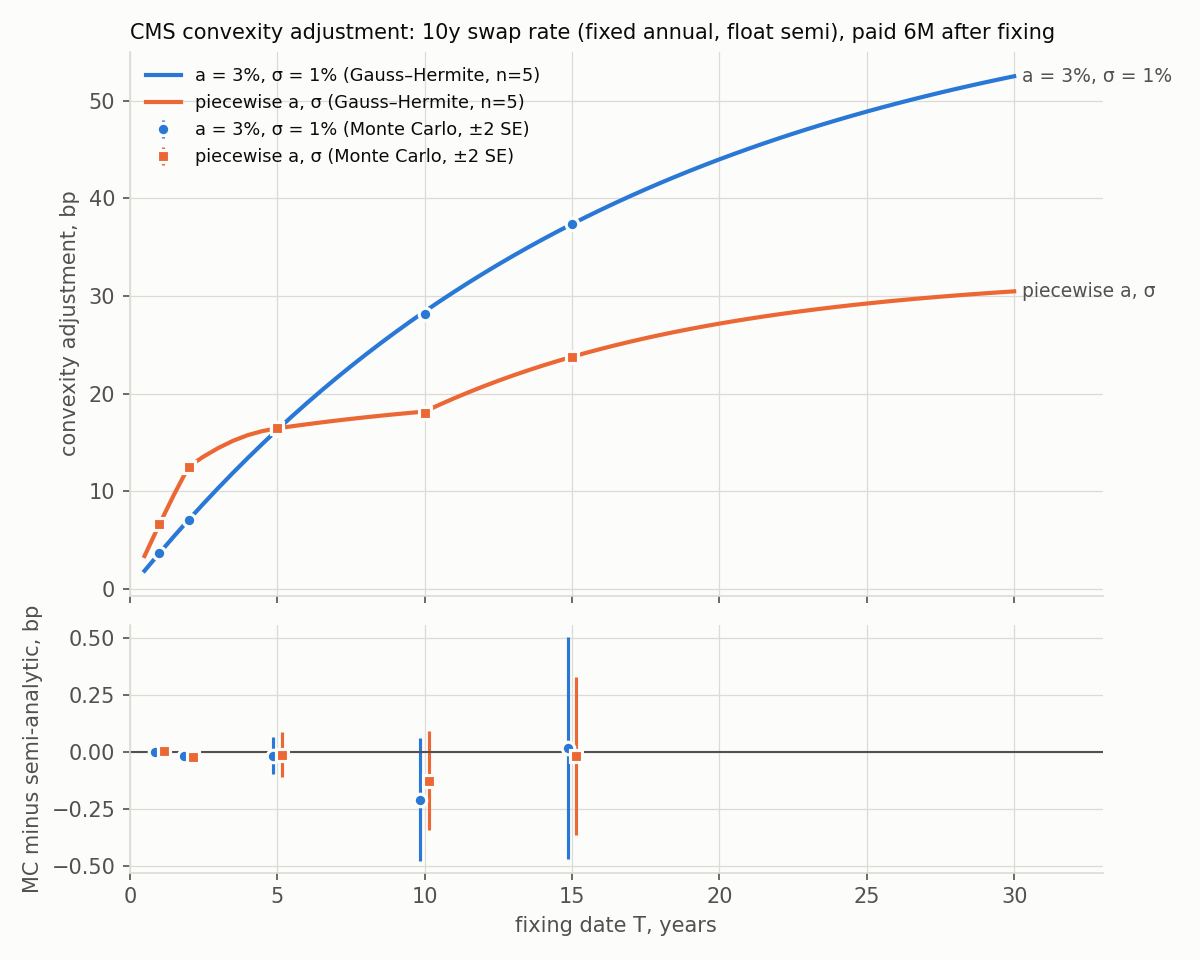 CMS convexity adjustment: 10y swap rate (fixed annual, float semi), paid 6M after fixing
a = 3%, σ = 1% (Gauss–Hermite, n=5)
piecewise a, σ (Gauss–Hermite, n=5)
a = 3%, σ = 1% (Monte Carlo, ±2 SE)
piecewise a, σ (Monte Carlo, ±2 SE)
a = 3%, σ = 1%
piecewise a, σ
convexity adjustment, bp
50
40
30
20
10
0
MC minus semi-analytic, bp
0.50
0.25
0.00
−0.25
−0.50
0 5 10 15 20 25 30
fixing date T, years